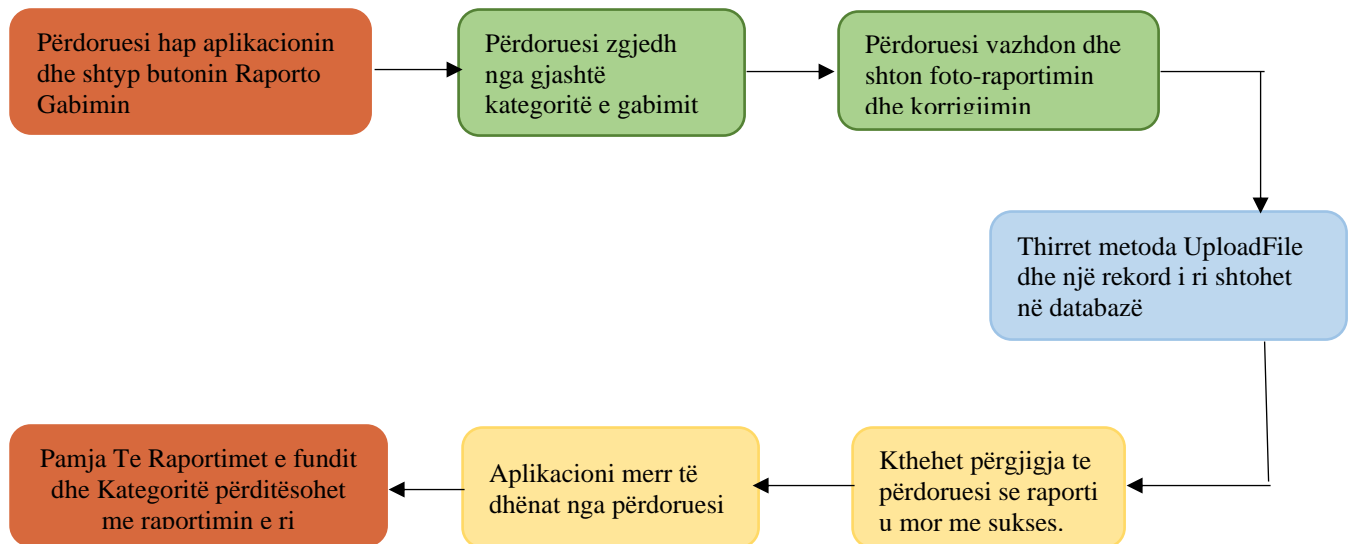 Përdoruesi hap aplikacionin
dhe shtyp butonin Raporto
Gabimin
Përdoruesi zgjedh
nga gjashtë
kategoritë e gabimit
Përdoruesi vazhdon dhe
shton foto-raportimin
dhe korrigjimin
Thirret metoda UploadFile
dhe një rekord i ri shtohet
në databazë
Kthehet përgjigja te
përdoruesi se raporti
u mor me sukses.
Aplikacioni merr të
dhënat nga përdoruesi
Pamja Te Raportimet e fundit
dhe Kategoritë përditësohet
me raportimin e ri